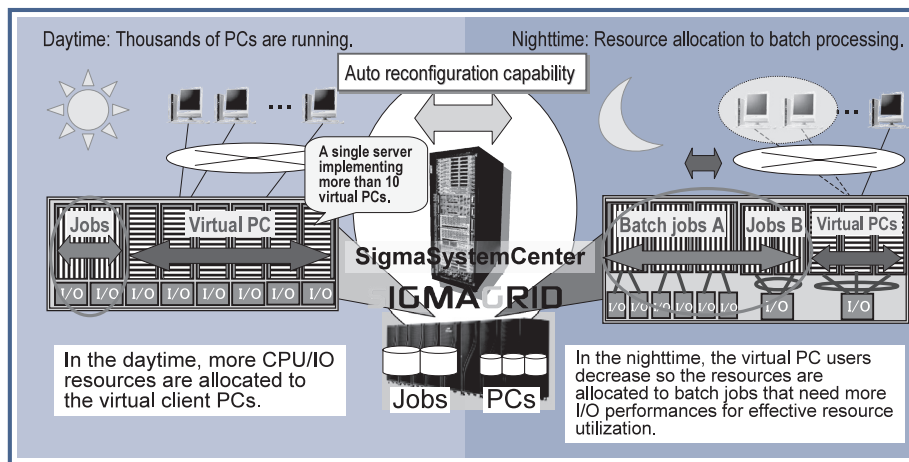 Daytime: Thousands of PCs are running.
Nighttime: Resource allocation to batch processing.
Auto reconfiguration capability
A single server
implementing
more than 10
virtual PCs.
Jobs
Virtual PC
Batch jobs A
Jobs B
Virtual PCs
SigmaSystemCenter
SIGMAGRID
I/O I/O I/O I/O I/O I/O I/O I/O
I/O I/O I/O I/O I/O I/O I/O I/O
In the daytime, more CPU/IO
resources are allocated to
the virtual client PCs.
Jobs
PCs
In the nighttime, the virtual PC users
decrease so the resources are
allocated to batch jobs that need more
I/O performances for effective resource
utilization.